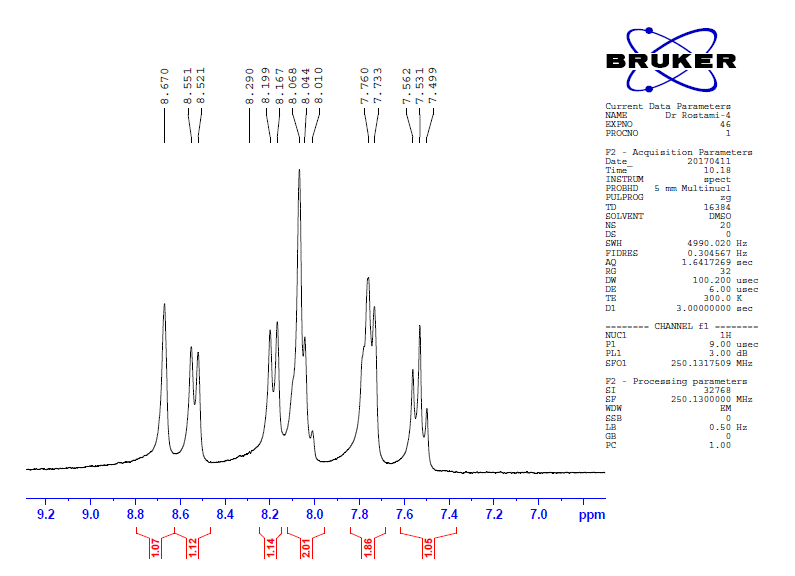 8.670
8.551
8.521
8.290
8.199
8.167
8.068
8.044
8.010
7.760
7.733
7.562
7.531
7.499
BRUKER
Current Data Parameters
NAME Dr Rostami-4
EXPNO 46
PROCNO 1
F2 - Acquisition Parameters
Date_ 20170411
Time 10.18
INSTRUM spect
PROBHD 5 mm Multinucl
PULPROG zg
TD 16384
SOLVENT DMSO
NS 20
DS 0
SWH 4990.020 Hz
FIDRES 0.304567 Hz
AQ 1.6417269 sec
RG 32
DW 100.200 usec
DE 6.00 usec
TE 300.0 K
D1 3.00000000 sec
======== CHANNEL f1 ========
NUC1 1H
P1 9.00 usec
PL1 3.00 dB
SFO1 250.1317509 MHz
F2 - Processing parameters
SI 32768
SF 250.1300000 MHz
WDW EM
SSB 0
LB 0.50 Hz
GB 0
PC 1.00
9.2 9.0 8.8 8.6 8.4 8.2 8.0 7.8 7.6 7.4 7.2 7.0 ppm
1.07
1.12
1.14
2.01
1.86
1.05